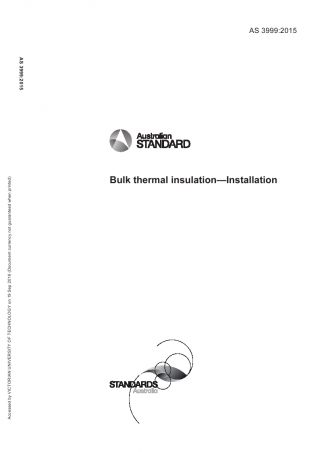 AS 3999:2015
AS 3999:2015
Australian
STANDARD
Bulk thermal insulation—Installation
Accessed by VICTORIAN UNIVERSITY OF TECHNOLOGY on 16 Sep 2016 (Document currency not guaranteed when printed)
STANDARDS
Australia